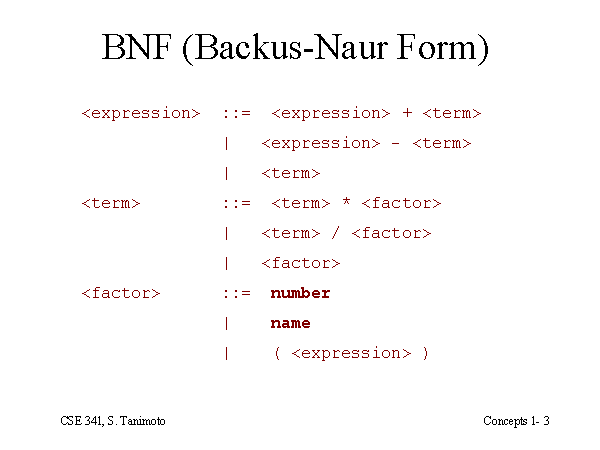 BNF (Backus-Naur Form)
<expression> ::= <expression> + <term>
| <expression> - <term>
| <term>
<term> ::= <term> * <factor>
| <term> / <factor>
| <factor>
<factor> ::= number
| name
| ( <expression> )
CSE 341, S. Tanimoto Concepts 1- 3